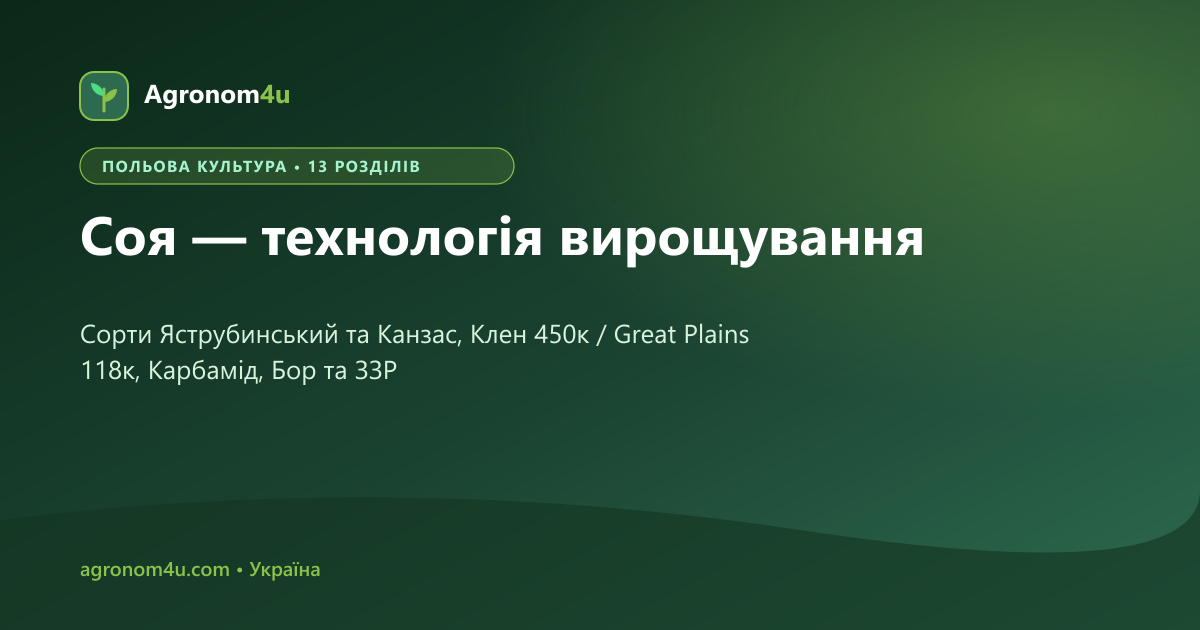 Agronom4u
ПОЛЬОВА КУЛЬТУРА • 13 РОЗДІЛІВ
Соя — технологія вирощування
Сорти Яструбинський та Канзас, Клен 450к / Great Plains
118к, Карбамід, Бор та ЗЗР
agronom4u.com • Україна